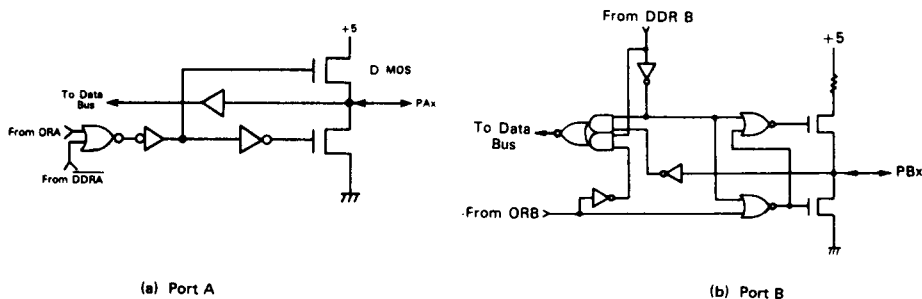 +5
D MOS
To Data
Bus
PAx
From ORA
From DDRA
(a) Port A
From DDR B
+5
To Data
Bus
PBx
From ORB
(b) Port B